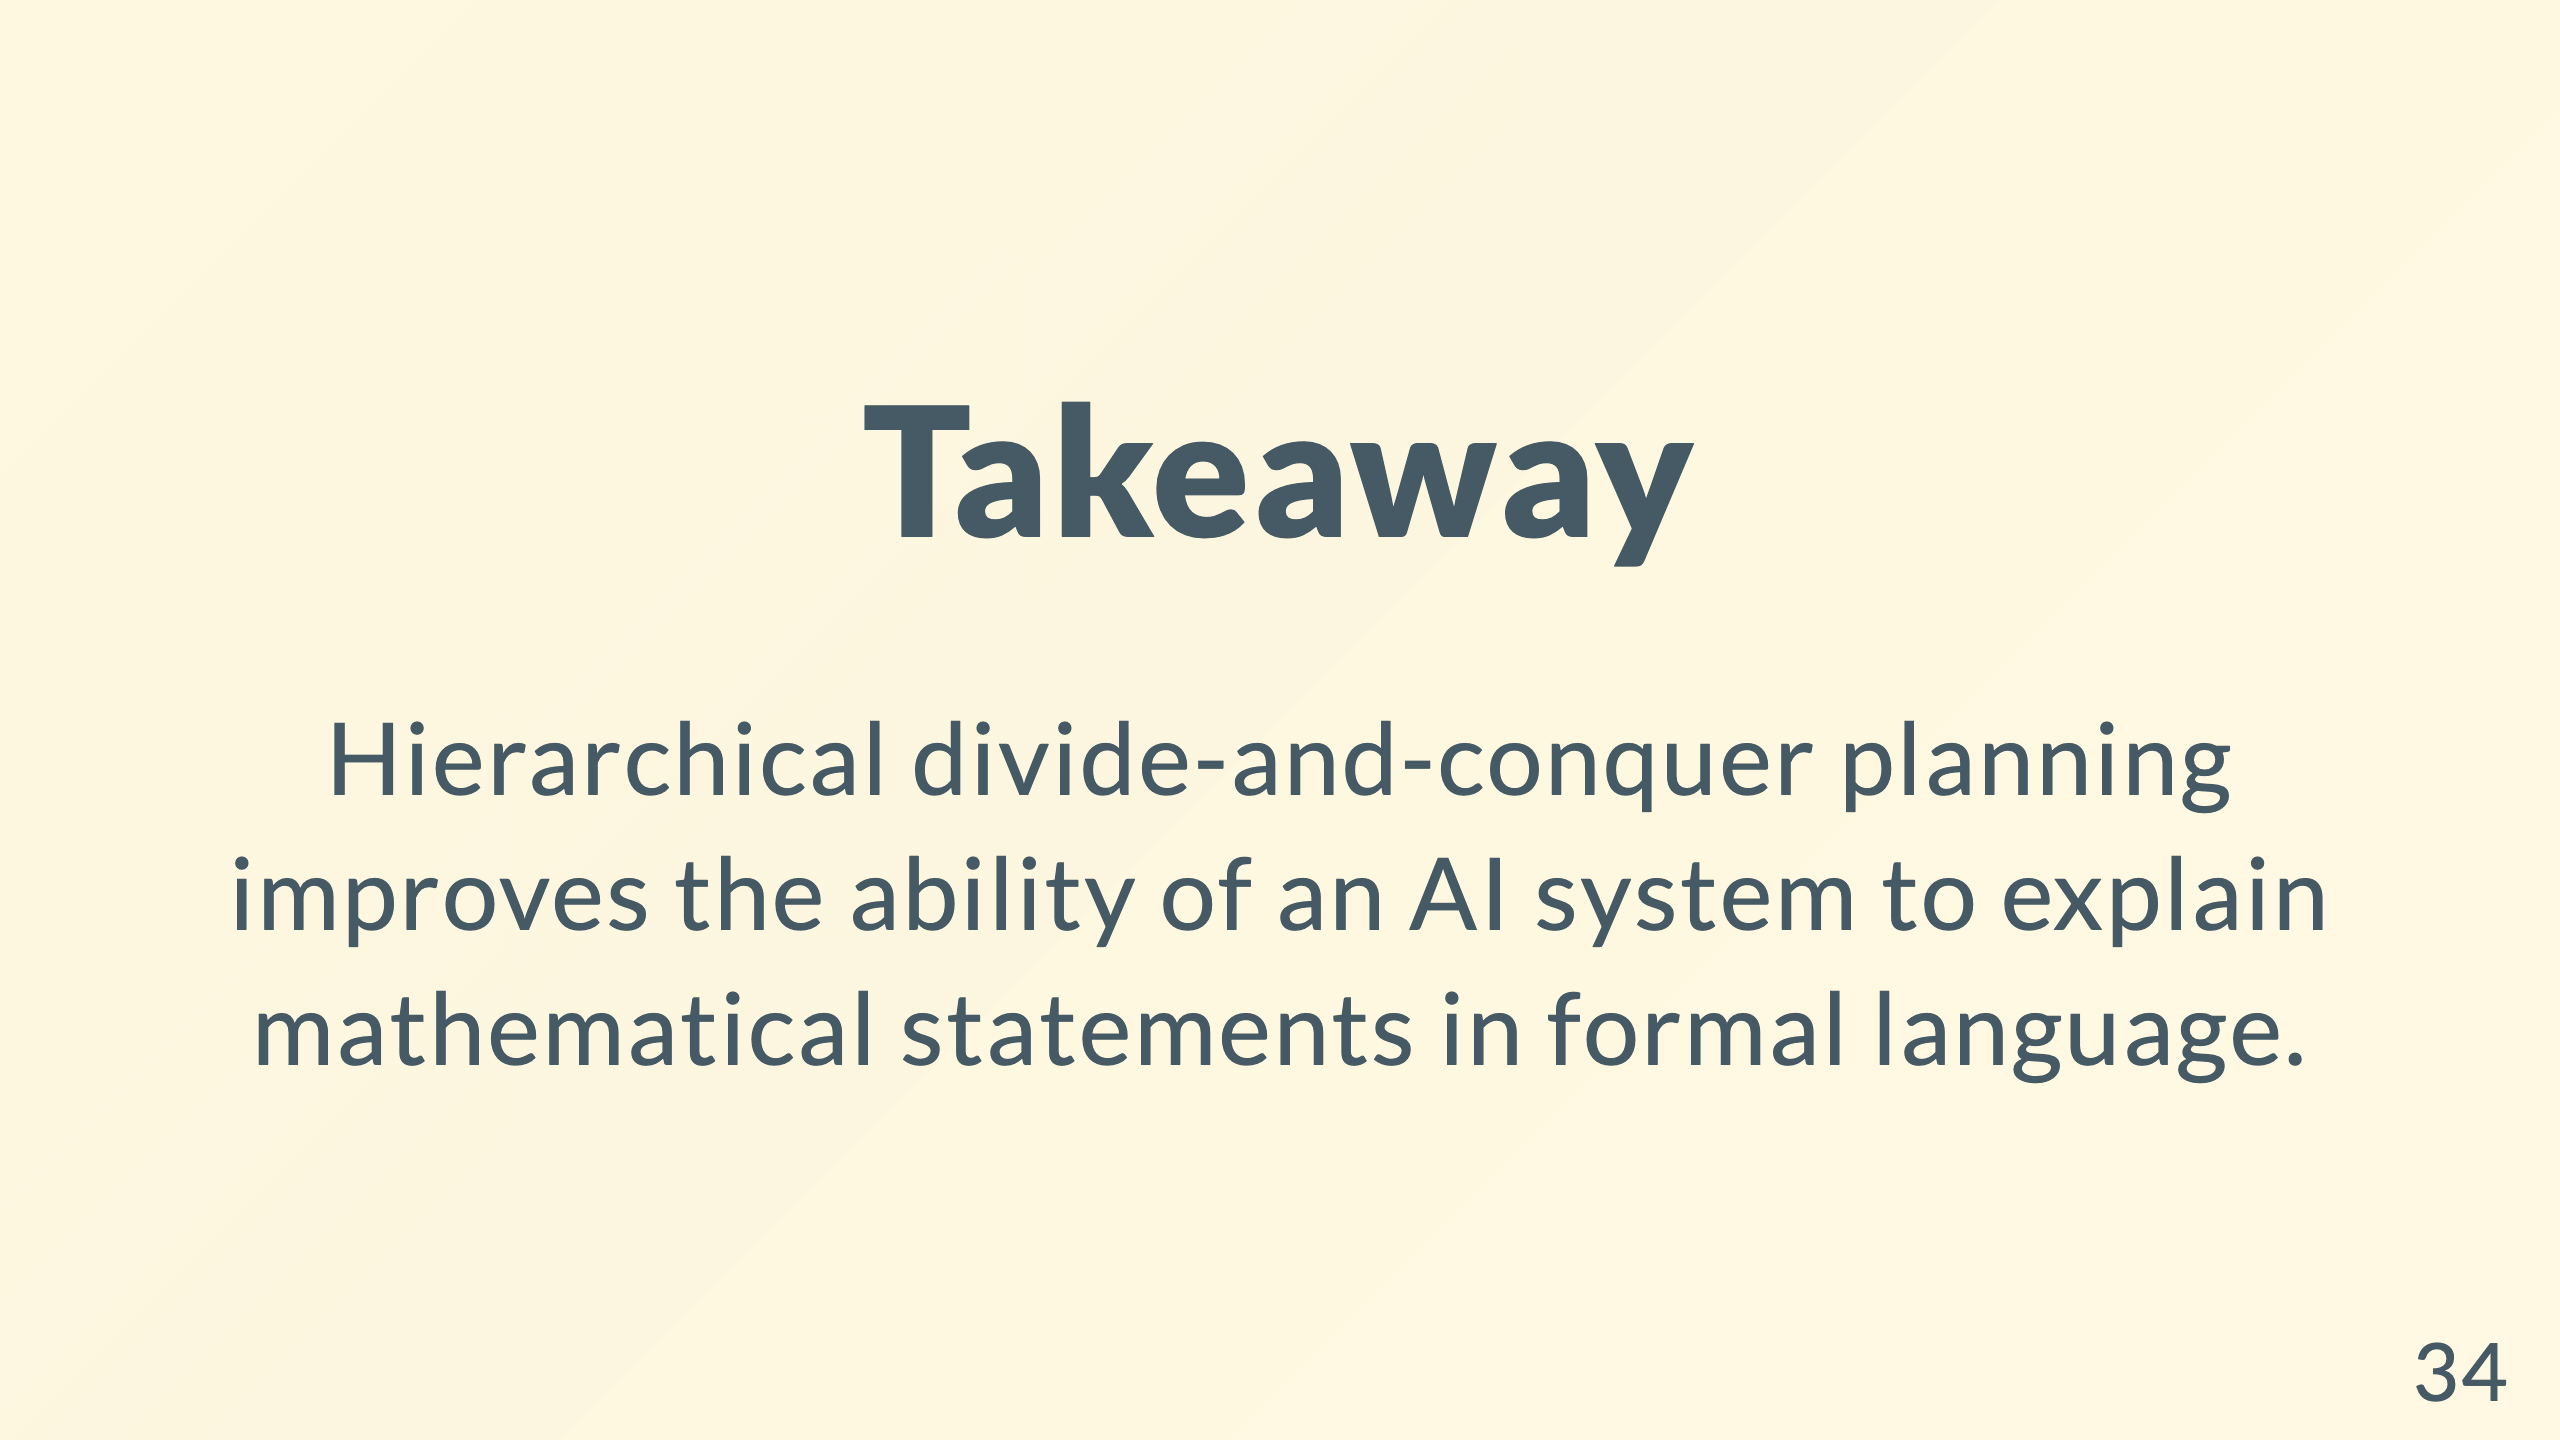 Takeaway
Hierarchical divide-and-conquer planning
improves the ability of an AI system to explain
mathematical statements in formal language.
34